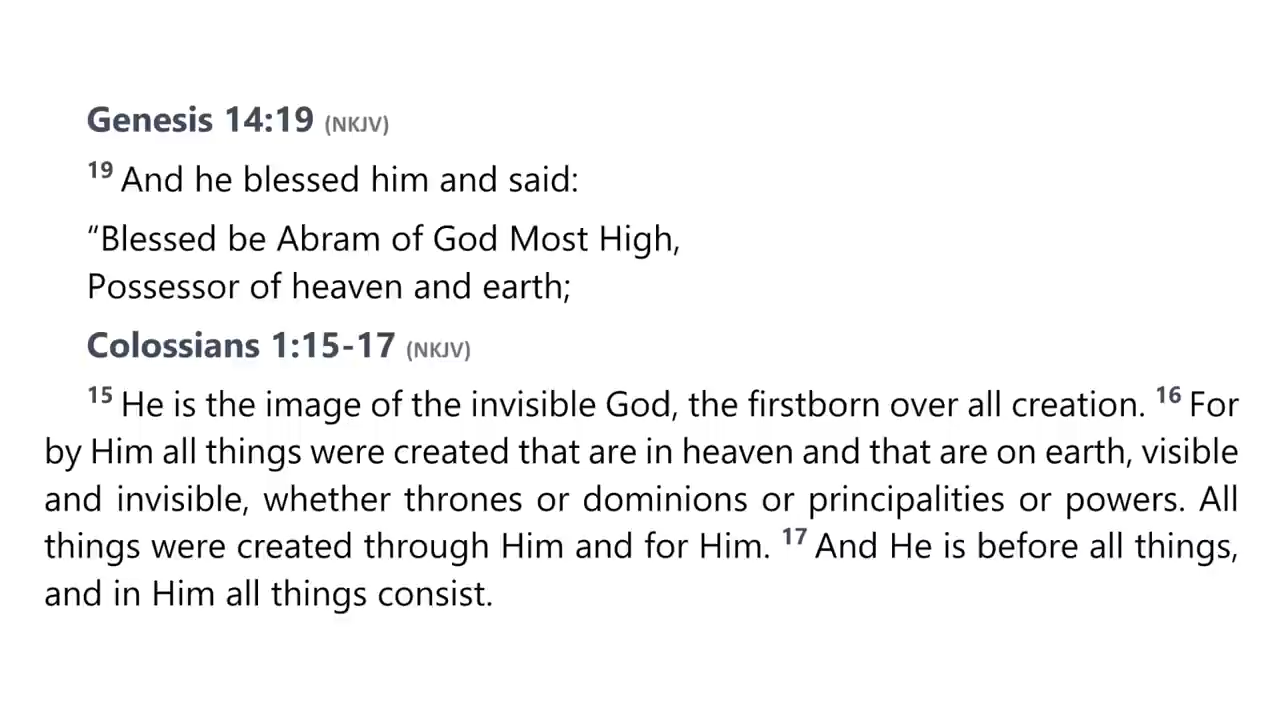 Genesis 14:19 (NKJV)
19 And he blessed him and said:
“Blessed be Abram of God Most High,
Possessor of heaven and earth;
Colossians 1:15-17 (NKJV)
15 He is the image of the invisible God, the firstborn over all creation. 16 For
by Him all things were created that are in heaven and that are on earth, visible
and invisible, whether thrones or dominions or principalities or powers. All
things were created through Him and for Him. 17 And He is before all things,
and in Him all things consist.